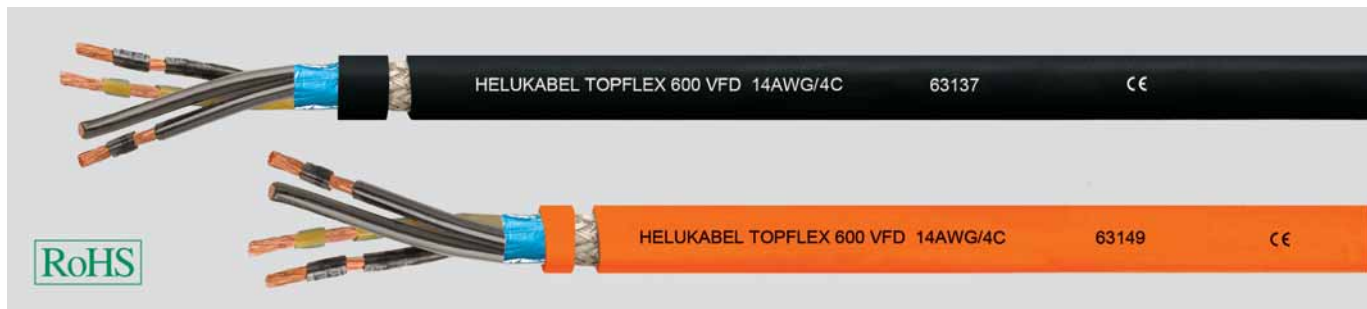 HELUKABEL TOPFLEX 600 VFD 14AWG/4C 63137 CE
HELUKABEL TOPFLEX 600 VFD 14AWG/4C 63149 CE
RoHS